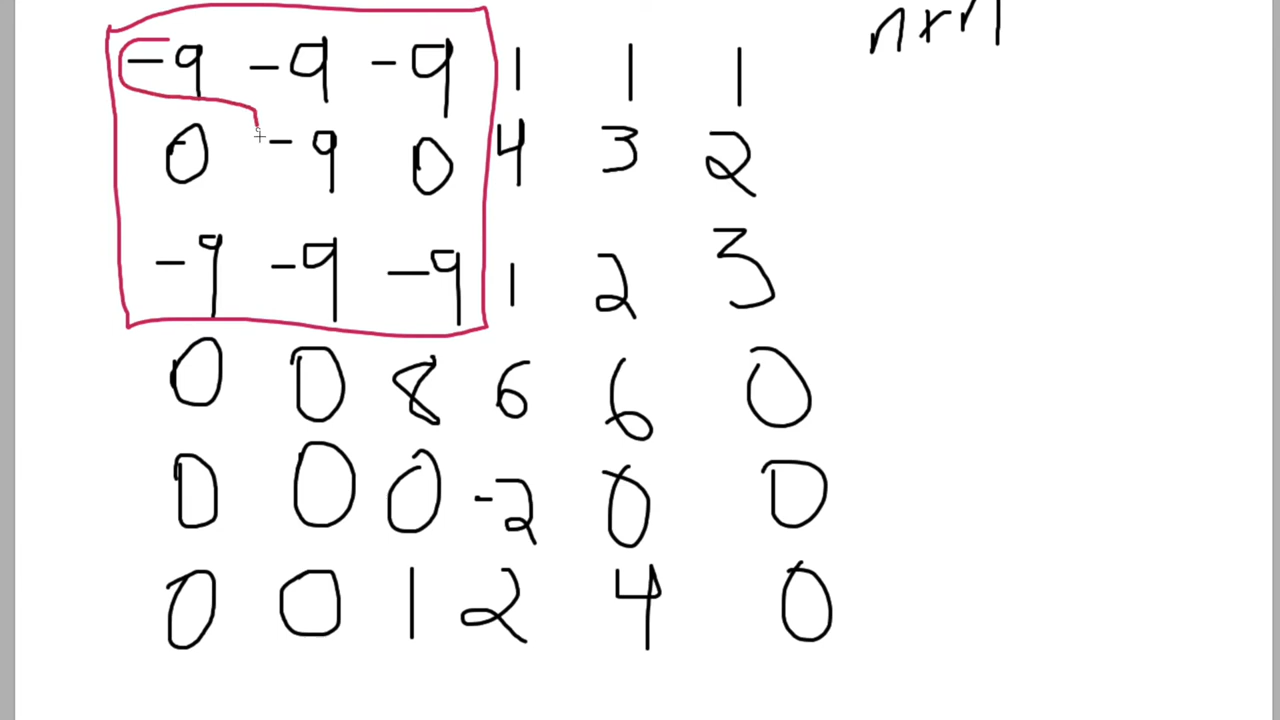 n×n
-9 -9 -9 1 1 1
0 -9 0 4 3 2
-9 -9 -9 1 2 3
0 0 8 6 6 0
0 0 0 -2 0 0
0 0 1 2 4 0